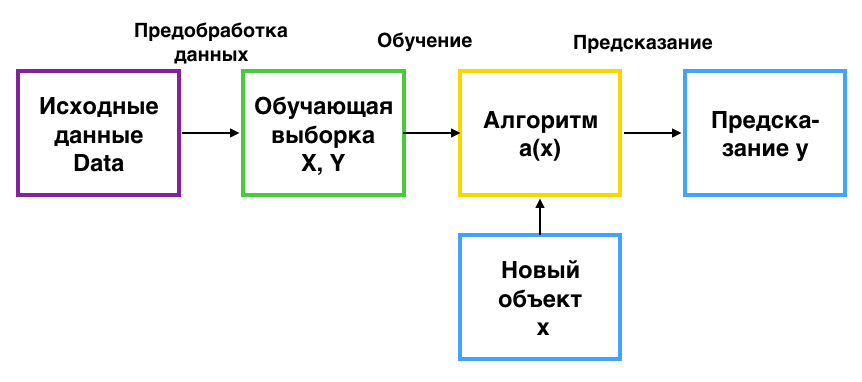 Предобработка
данных
Обучение
Предсказание
Исходные
данные
Data
Обучающая
выборка
X, Y
Алгоритм
a(x)
Предска-
зание y
Новый
объект
x